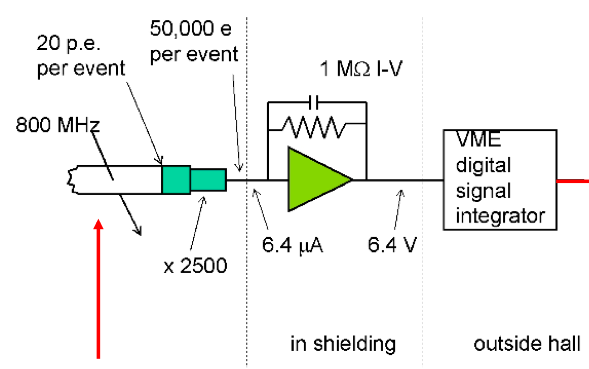 20 p.e.
per event
50,000 e
per event
1 MΩ I-V
800 MHz
VME
digital
signal
integrator
6.4 μA
6.4 V
x 2500
in shielding
outside hall